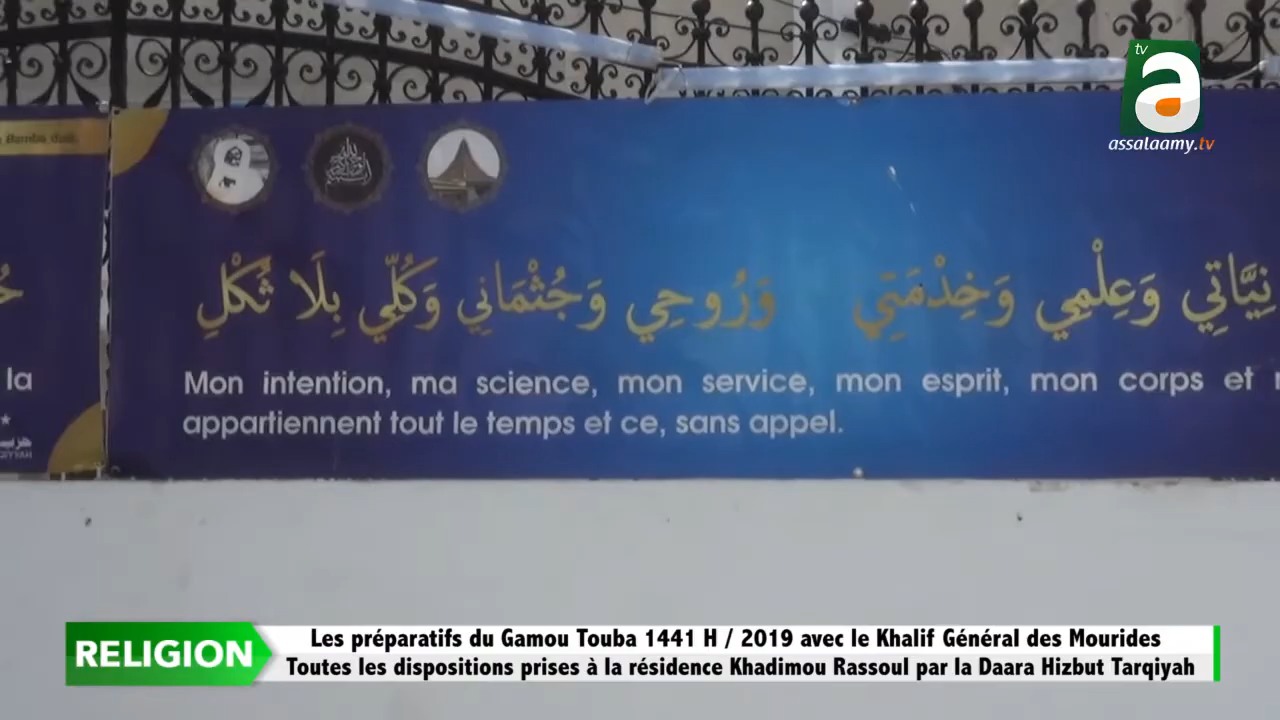 tv
a
assalaamy.tv
نِيَّاتِي وَعِلْمِي وَخِدْمَتِي وَرُوحِي وَجُثْمَانِي وَكُلِّي بِلَا ثُكْلِ
la
Mon intention, ma science, mon service, mon esprit, mon corps et
appartiennent tout le temps et ce, sans appel.
RELIGION
Les préparatifs du Gamou Touba 1441 H / 2019 avec le Khalif Général des Mourides
Toutes les dispositions prises à la résidence Khadimou Rassoul par la Daara Hizbut Tarqiyah